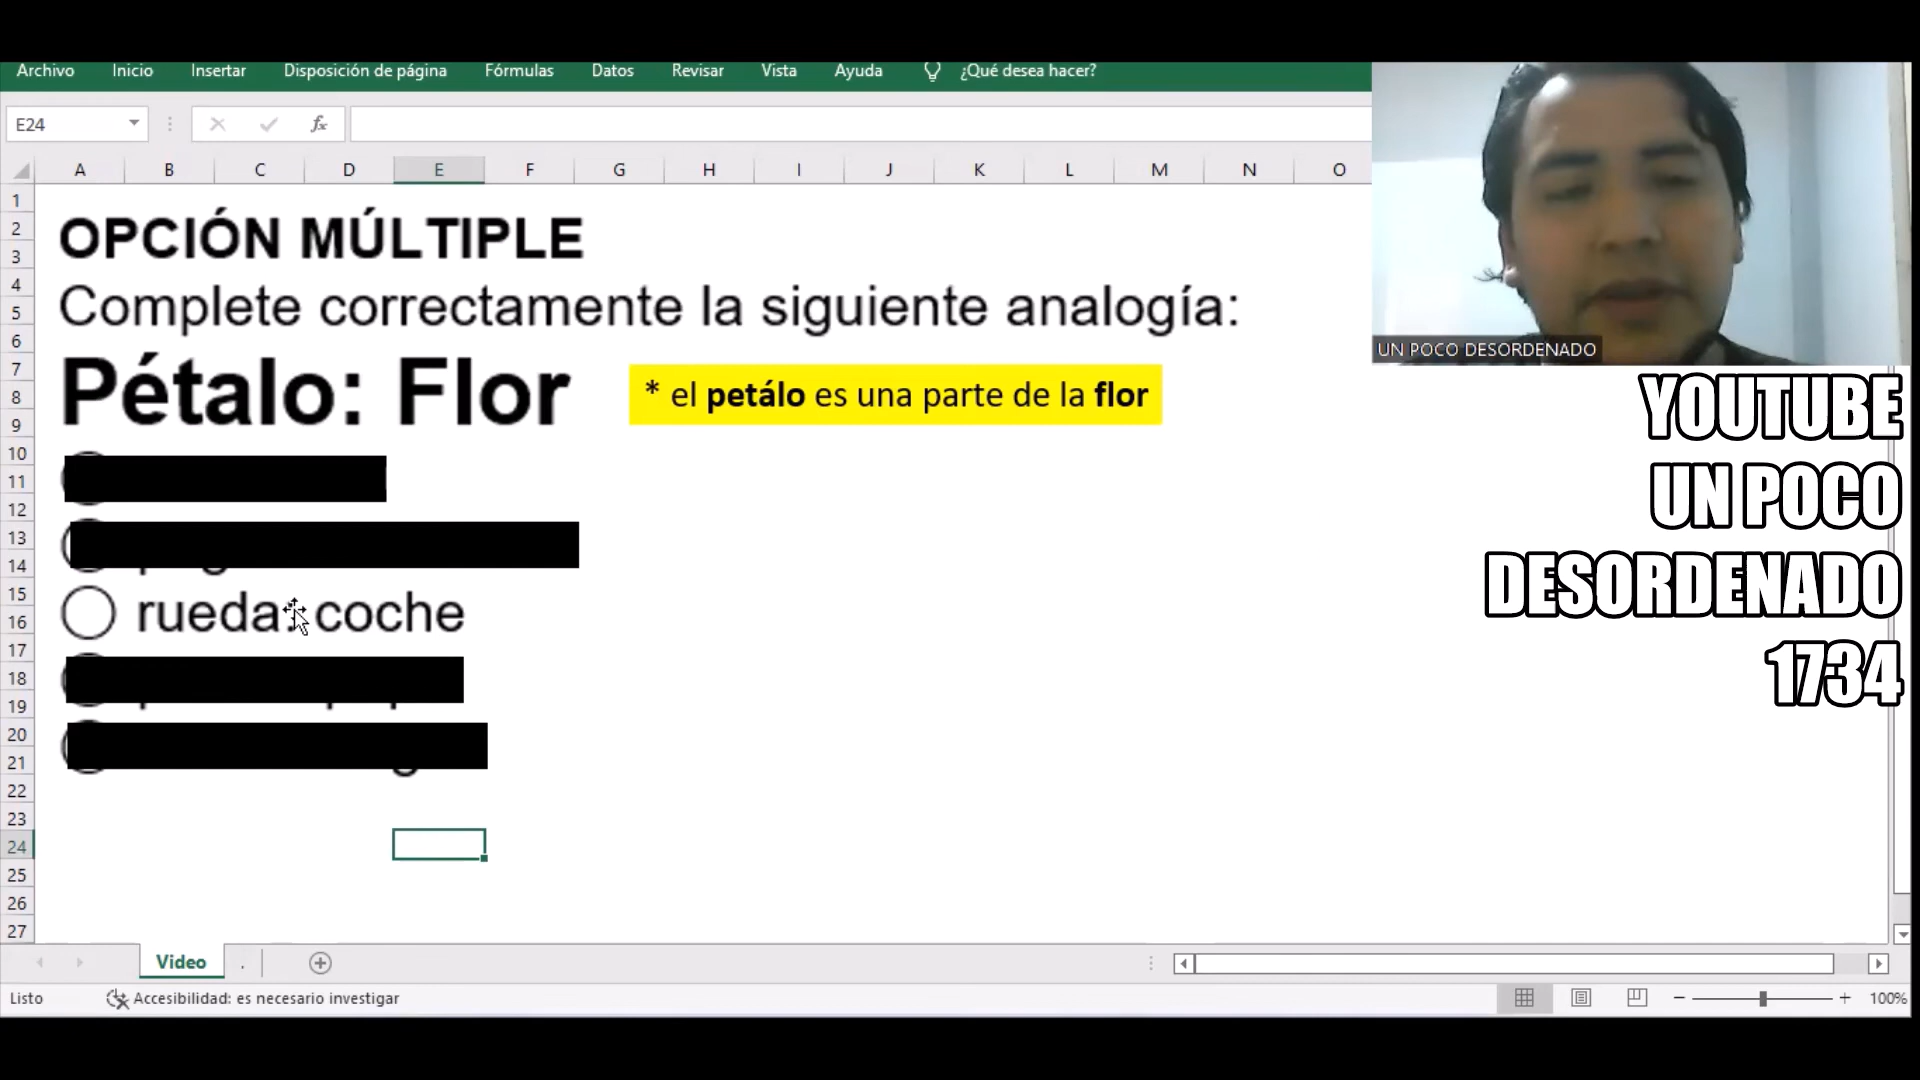 Archivo Inicio Insertar Disposición de página Fórmulas Datos Revisar Vista Ayuda ¿Qué desea hacer?
E24 fx
A B C D E F G H I J K L M N O
1
2
3
4
5
6
7
8
9
10
11
12
13
14
15
16
17
18
19
20
21
22
23
24
25
26
27
OPCIÓN MÚLTIPLE
Complete correctamente la siguiente analogía:
Pétalo: Flor
* el petálo es una parte de la flor
rueda: coche
UN POCO DESORDENADO
YOUTUBE
UN POCO
DESORDENADO
1734
Video .
Listo Accesibilidad: es necesario investigar
100%